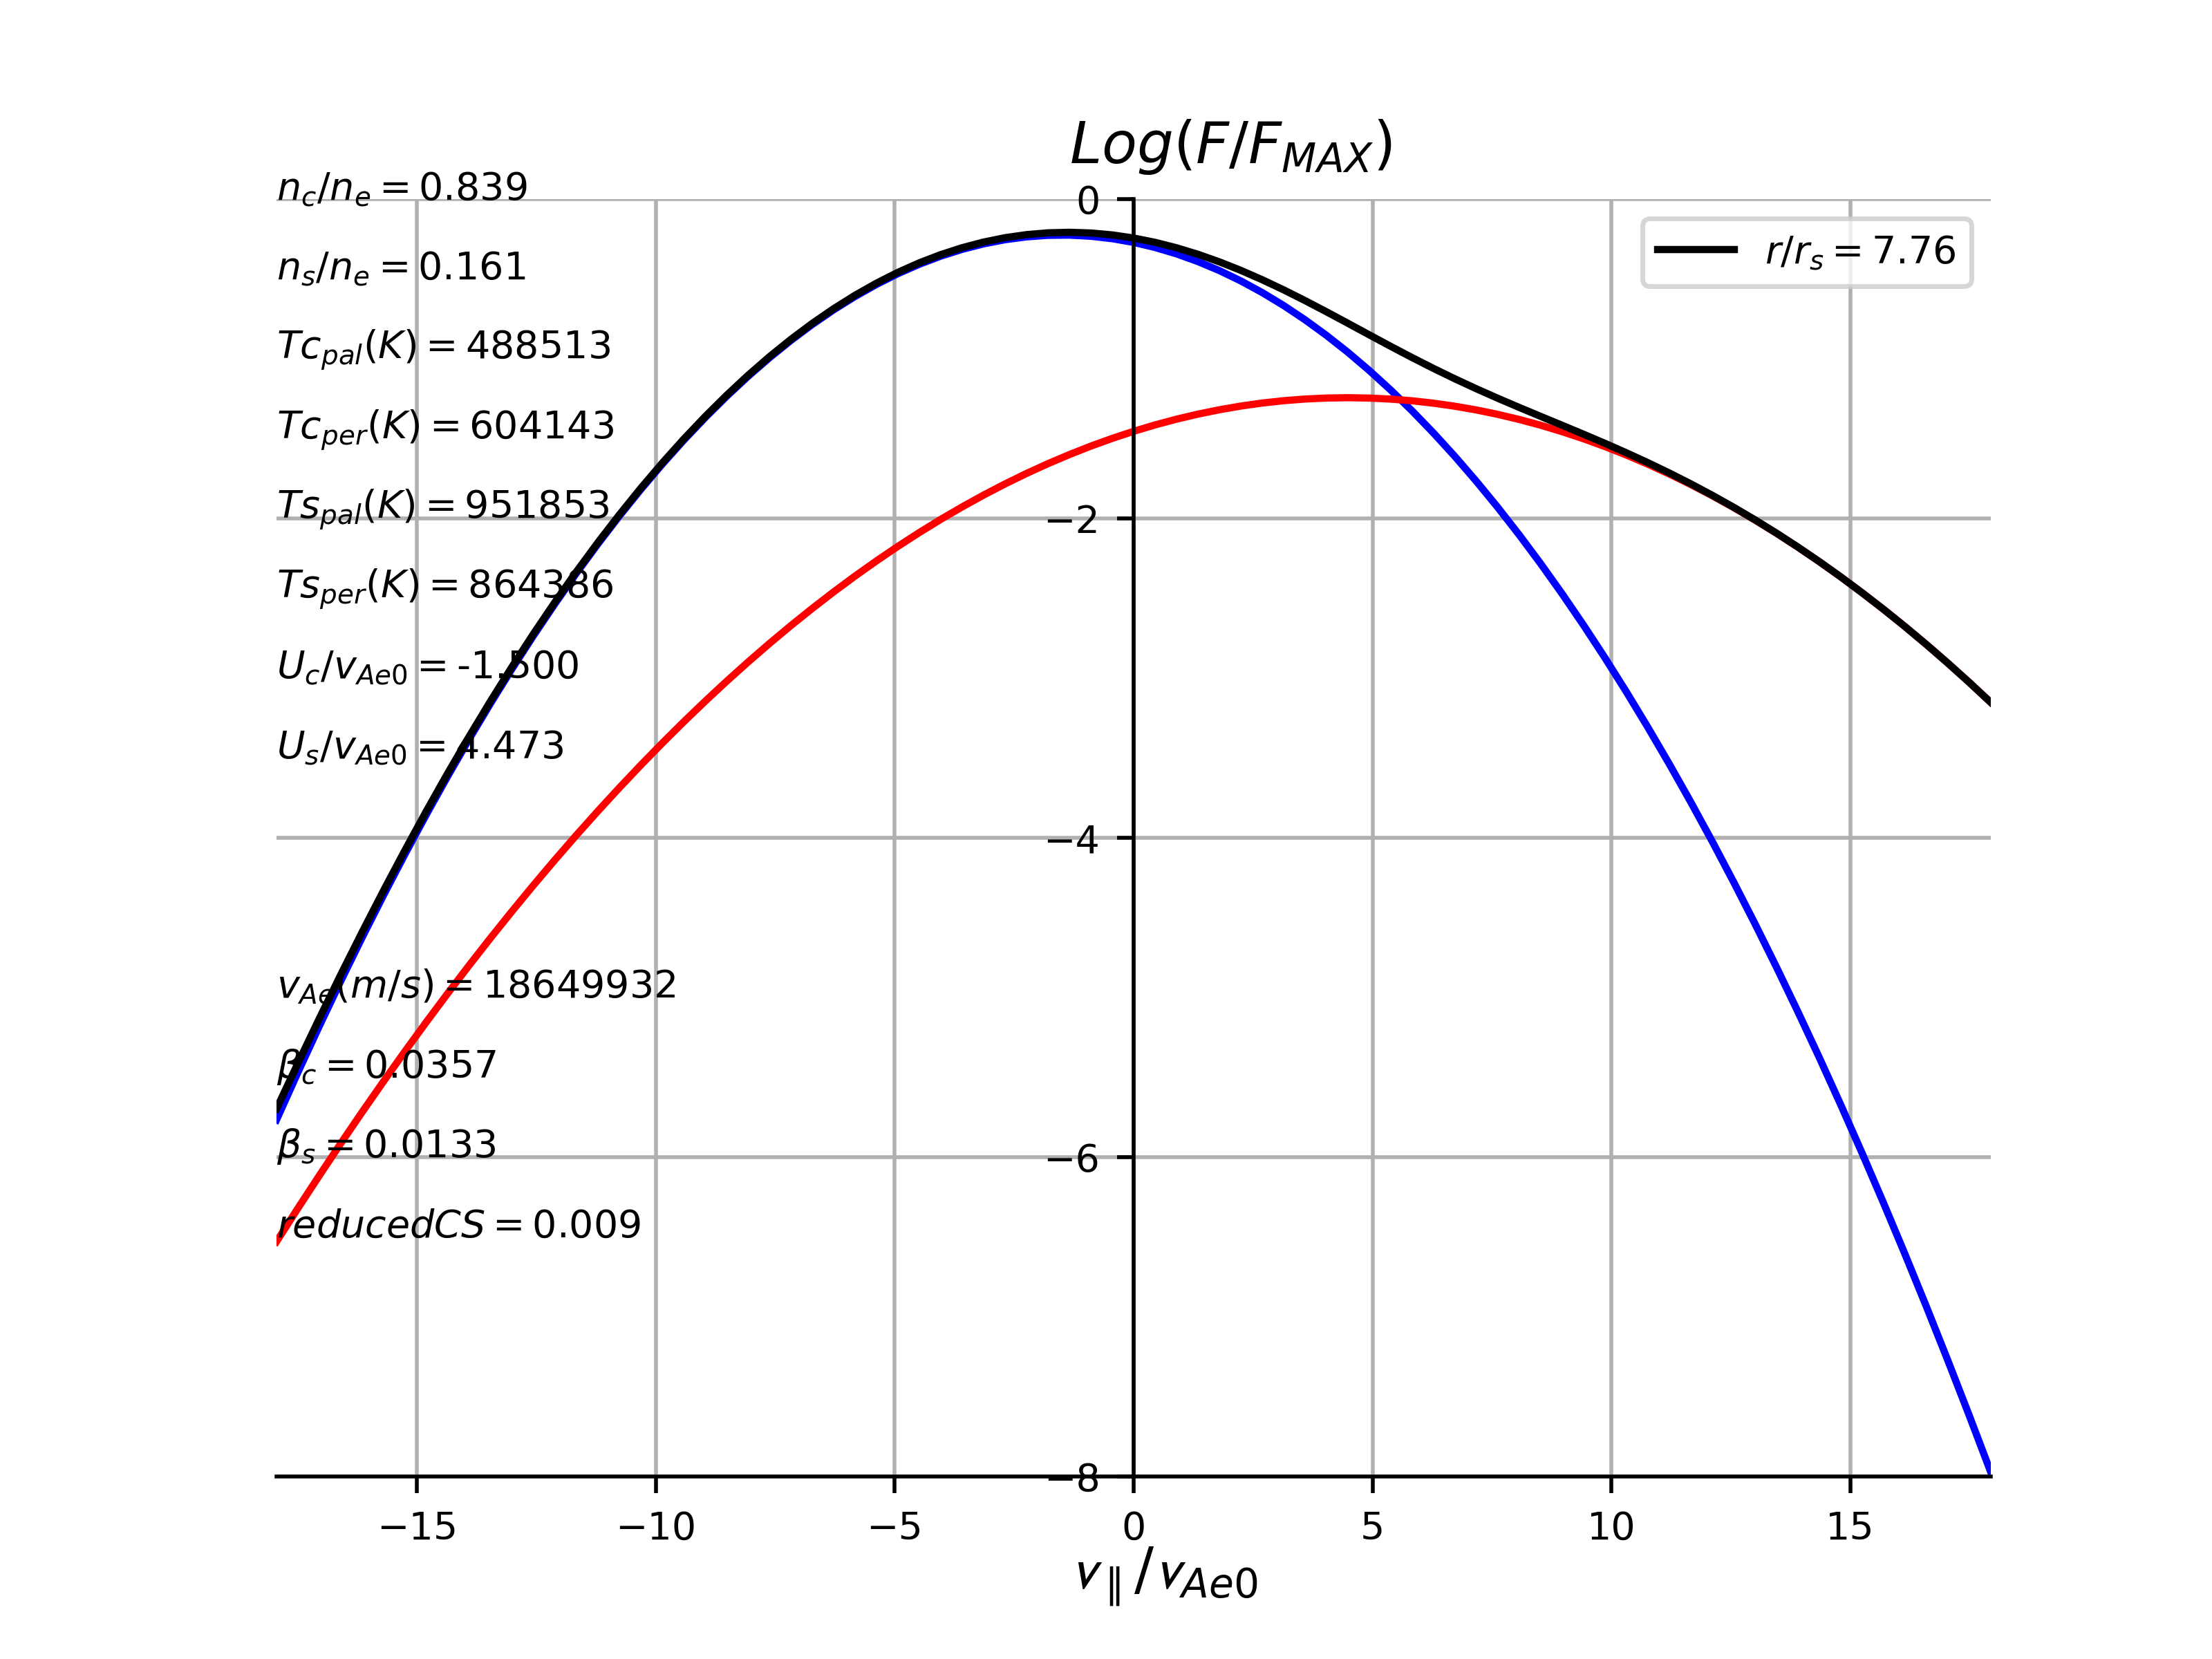 Log(F/F_MAX)
n_c/n_e = 0.839
n_s/n_e = 0.161
Tc_pal(K) = 488513
Tc_per(K) = 604143
Ts_pal(K) = 951853
Ts_per(K) = 864386
U_c/v_Ae0 = -1.500
U_s/v_Ae0 = 4.473
v_Ae(m/s) = 18649932
β_c = 0.0357
β_s = 0.0133
reducedCS = 0.009
r/r_s = 7.76
0
−2
−4
−6
−8
−15 −10 −5 0 5 10 15
v_∥/v_Ae0